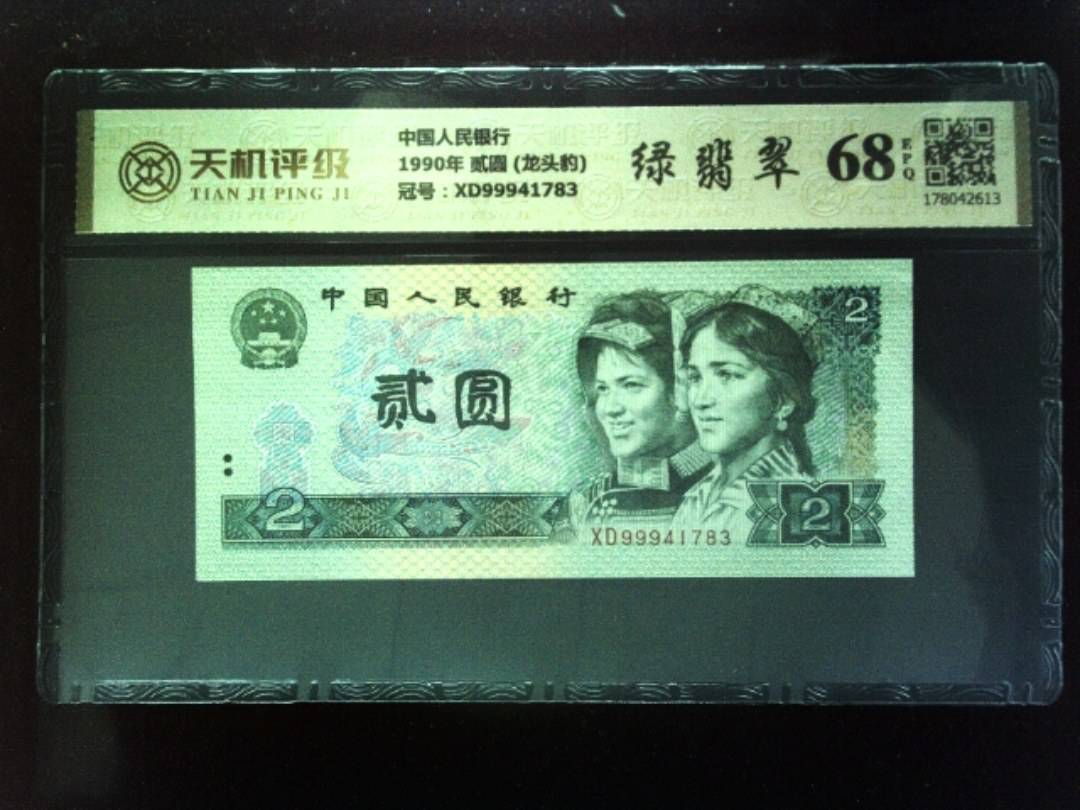 天机评级
TIAN JI PING JI
中国人民银行
1990年 贰圆 (龙头豹)
冠号：XD99941783
绿翡翠
68
EPQ
178042613
中国人民银行
2
贰圆
2
XD99941783
2